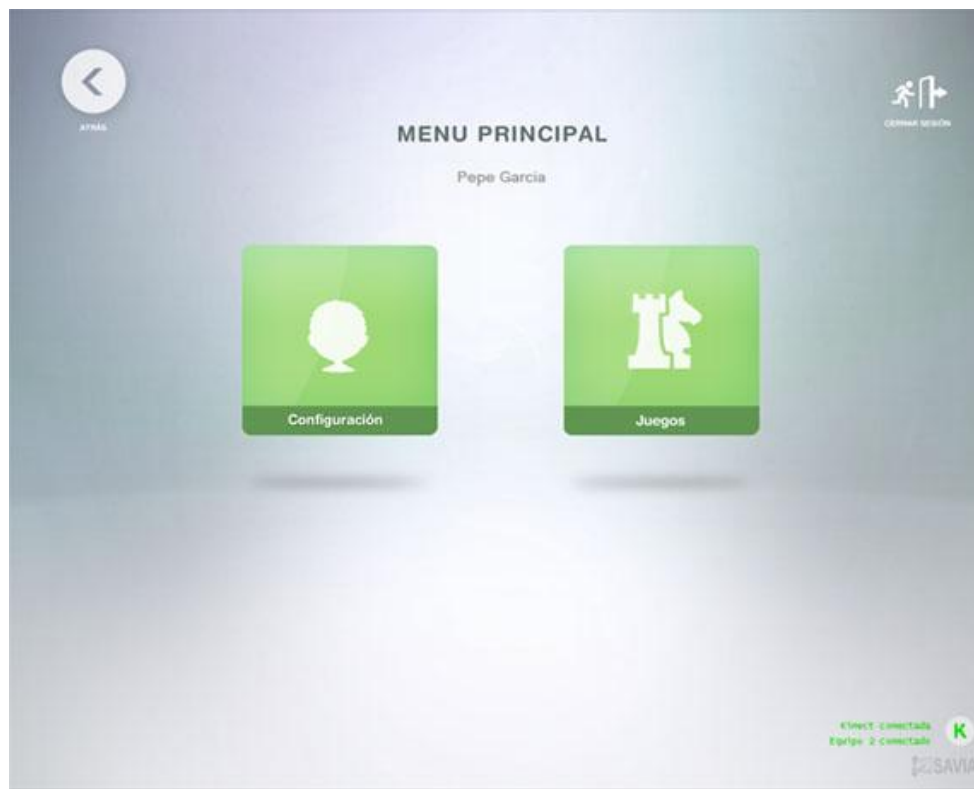 ATRÁS
CERRAR SESIÓN
MENU PRINCIPAL
Pepe Garcia
Configuración
Juegos
Kinect conectada
Equipo 2 conectado
K
SAVIA